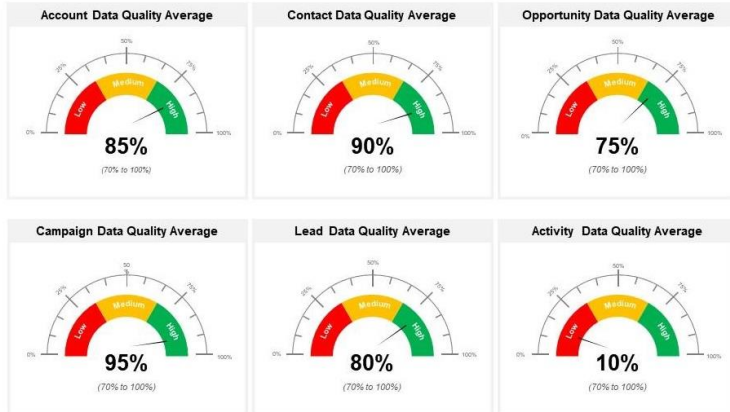 Account Data Quality Average
50%
25%
75%
Low
Medium
High
0%
100%
85%
(70% to 100%)
Contact Data Quality Average
50%
25%
75%
Low
Medium
High
0%
100%
90%
(70% to 100%)
Opportunity Data Quality Average
50%
25%
75%
Low
Medium
High
0%
100%
75%
(70% to 100%)
Campaign Data Quality Average
50
%
25%
75%
Low
Medium
High
0%
100%
95%
(70% to 100%)
Lead Data Quality Average
50%
25%
75%
Low
Medium
High
0%
100%
80%
(70% to 100%)
Activity Data Quality Average
50%
25%
75%
Low
Medium
High
0%
100%
10%
(70% to 100%)